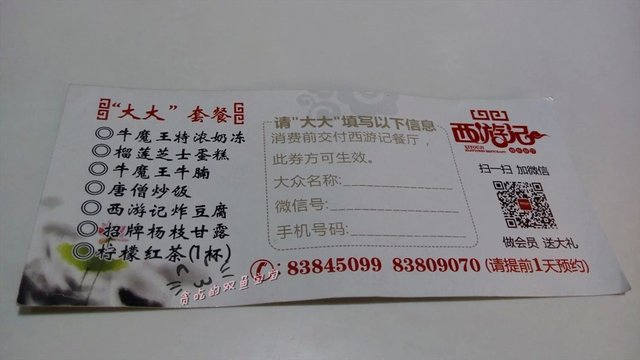 "大大" 套餐
◎牛魔王特浓奶冻
◎榴莲芝士蛋糕
◎牛魔王牛腩
◎唐僧炒饭
◎西游记炸豆腐
◎招牌杨枝甘露
◎柠檬红茶(1杯)
请"大大"填写以下信息
消费前交付西游记餐厅，
此券方可生效。
大众名称:
微信号:
手机号码:
西游记
扫一扫 加微信
做会员 送大礼
: 83845099 83809070 (请提前1天预约)
贪吃的双鱼